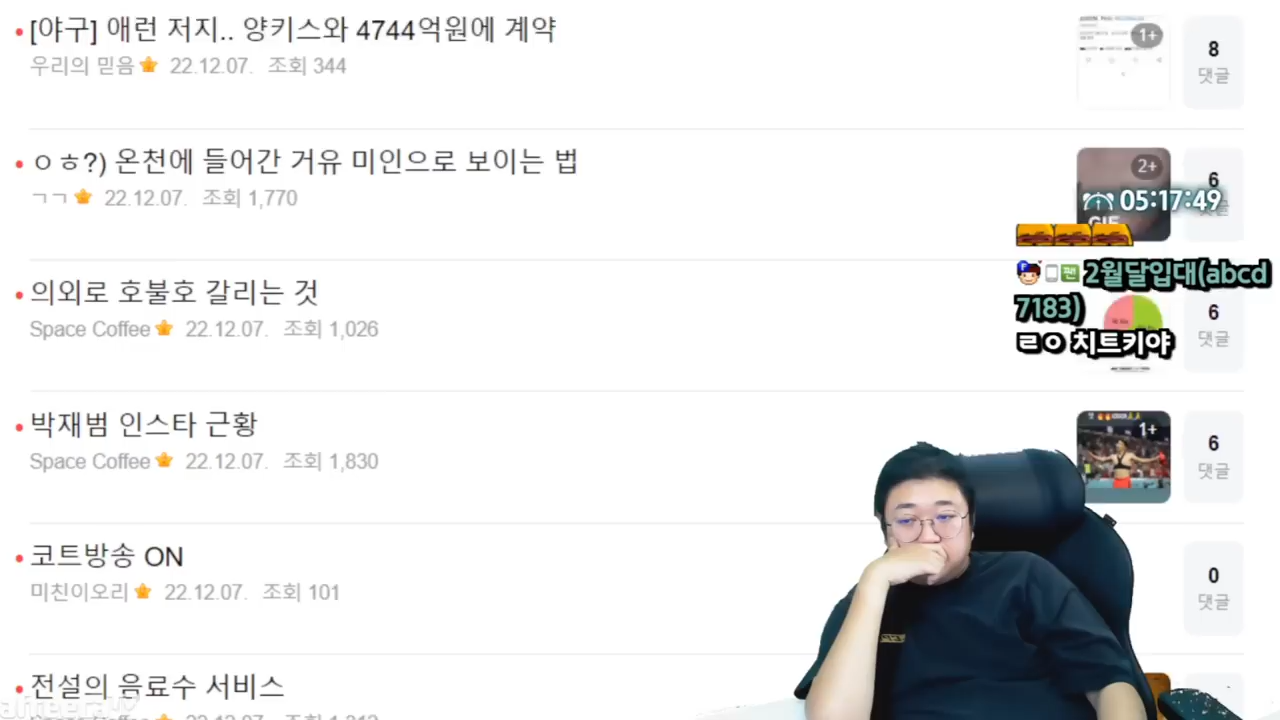 [야구] 애런 저지.. 양키스와 4744억원에 계약
우리의 믿음 22.12.07. 조회 344
1+
8
댓글
ㅇㅎ?) 온천에 들어간 거유 미인으로 보이는 법
ㄱㄱ 22.12.07. 조회 1,770
2+
GIF
6
05:17:49
의외로 호불호 갈리는 것
Space Coffee 22.12.07. 조회 1,026
6
댓글
짼 2월달입대(abcd
7183)
ㄹㅇ 치트키야
박재범 인스타 근황
Space Coffee 22.12.07. 조회 1,830
1+
6
댓글
코트방송 ON
미친이오리 22.12.07. 조회 101
0
댓글
전설의 음료수 서비스
afreecaTV